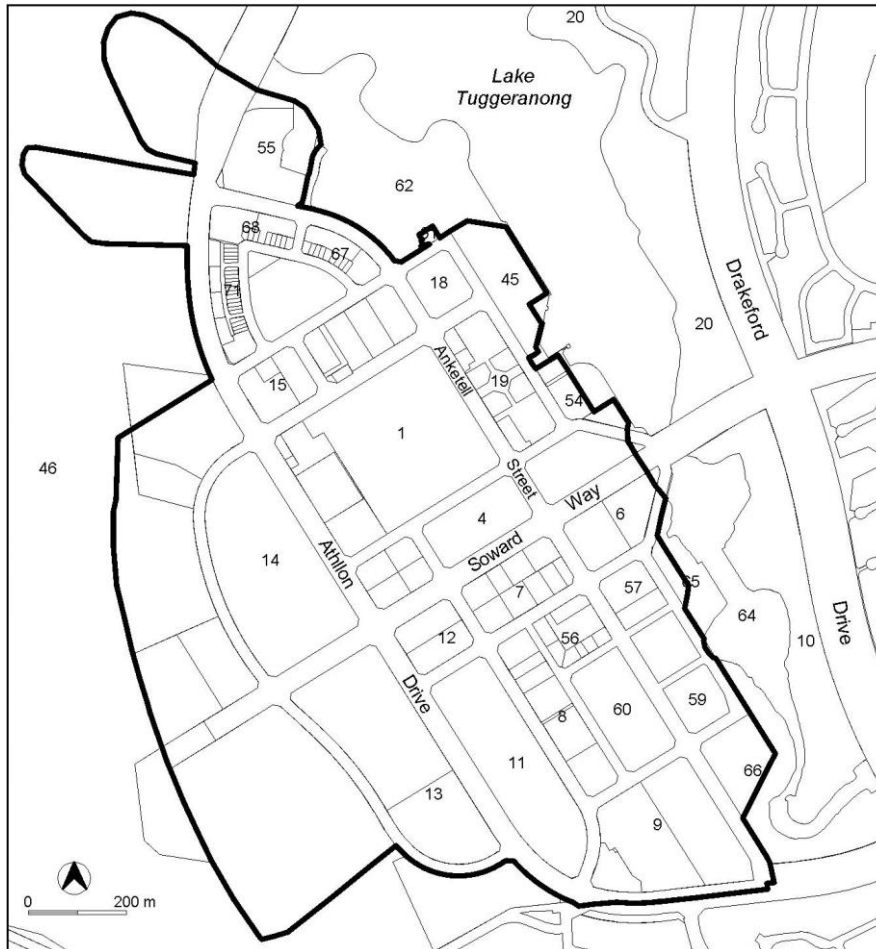 20
Lake
Tuggeranong
55
62
68
67
45
18
71
20
Drakeford
Anketell
19
15
54
1
46
Street
Way
4
6
14
Soward
Athllon
57
65
7
64
12
56
10
Drive
Drive
59
60
8
11
66
13
9
0
200 m